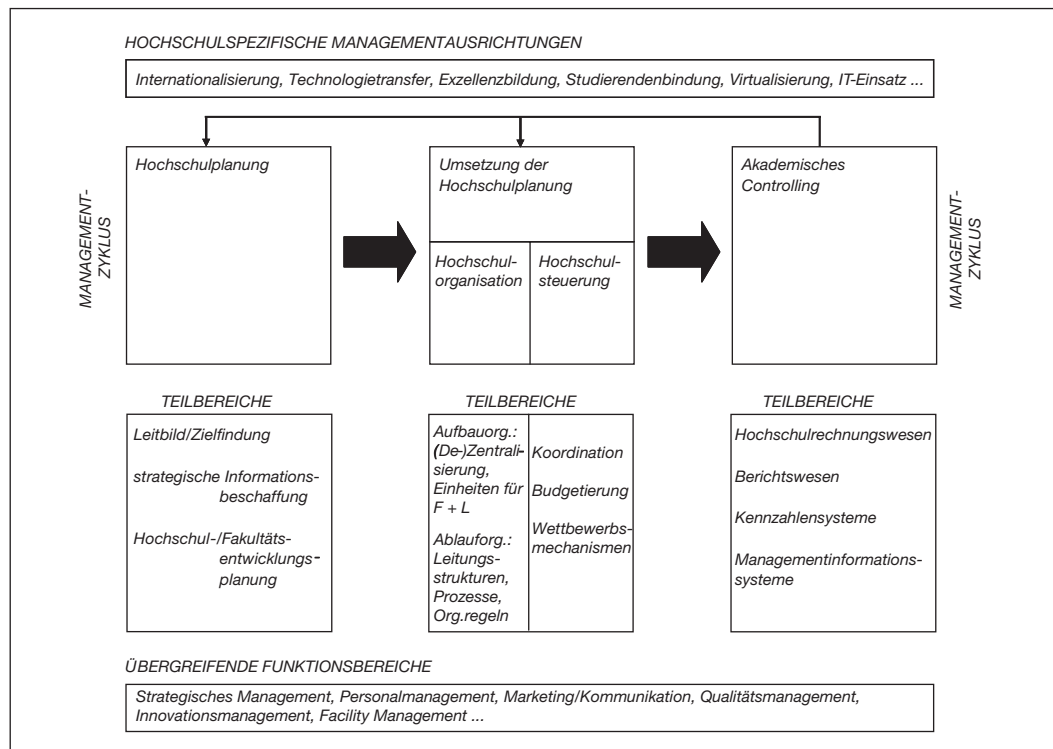 HOCHSCHULSPEZIFISCHE MANAGEMENTAUSRICHTUNGEN
Internationalisierung, Technologietransfer, Exzellenzbildung, Studierendenbindung, Virtualisierung, IT-Einsatz ...
MANAGEMENT-
ZYKLUS
Hochschulplanung
Umsetzung der
Hochschulplanung
Hochschul-
organisation
Hochschul-
steuerung
Akademisches
Controlling
MANAGEMENT-
ZYKLUS
TEILBEREICHE
Leitbild/Zielfindung
strategische Informations-
beschaffung
Hochschul-/Fakultäts-
entwicklungs-
planung
TEILBEREICHE
Aufbauorg.:
(De-)Zentrali-
sierung,
Einheiten für
F + L
Ablauforg.:
Leitungs-
strukturen,
Prozesse,
Org.regeln
Koordination
Budgetierung
Wettbewerbs-
mechanismen
TEILBEREICHE
Hochschulrechnungswesen
Berichtswesen
Kennzahlensysteme
Managementinformations-
systeme
ÜBERGREIFENDE FUNKTIONSBEREICHE
Strategisches Management, Personalmanagement, Marketing/Kommunikation, Qualitätsmanagement,
Innovationsmanagement, Facility Management ...